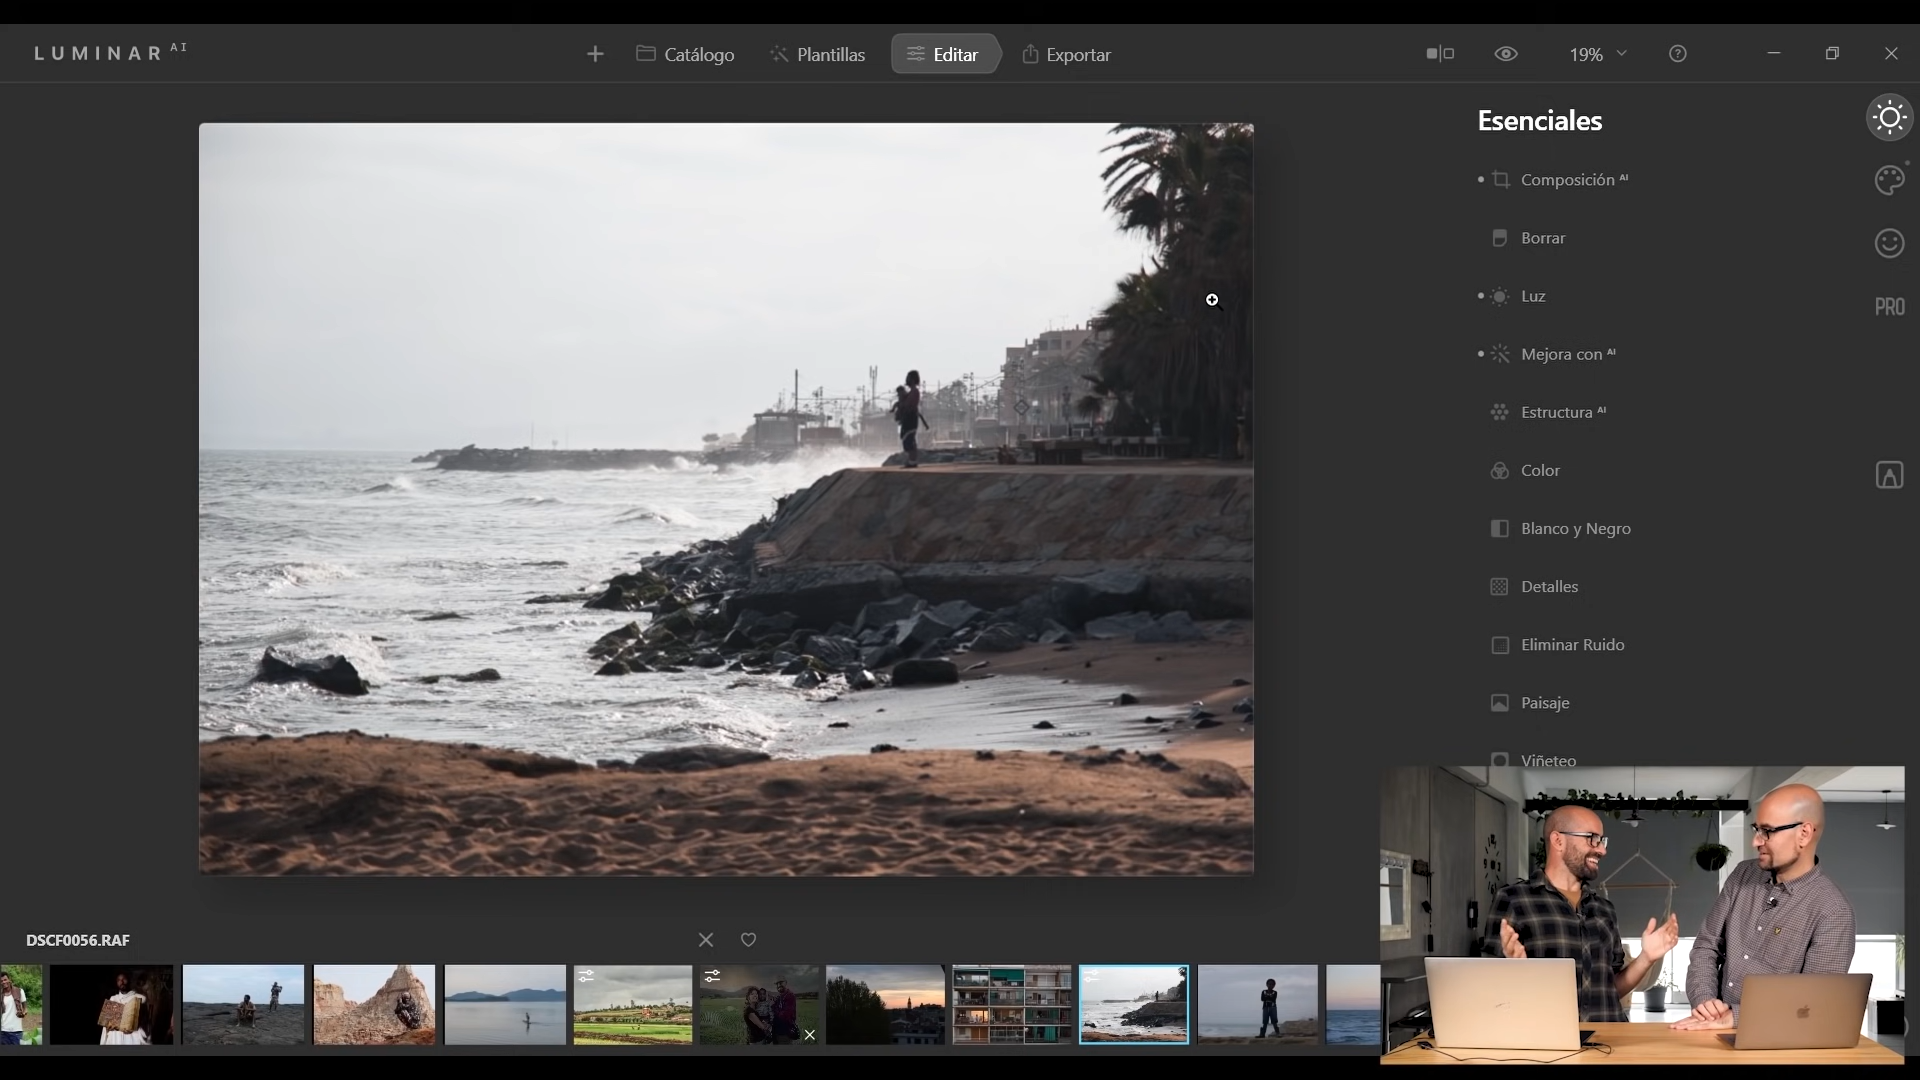 LUMINAR AI
Catálogo
Plantillas
Editar
Exportar
19%
Esenciales
Composición AI
Borrar
Luz
Mejora con AI
Estructura AI
Color
Blanco y Negro
Detalles
Eliminar Ruido
Paisaje
Viñeteo
PRO
DSCF0056.RAF